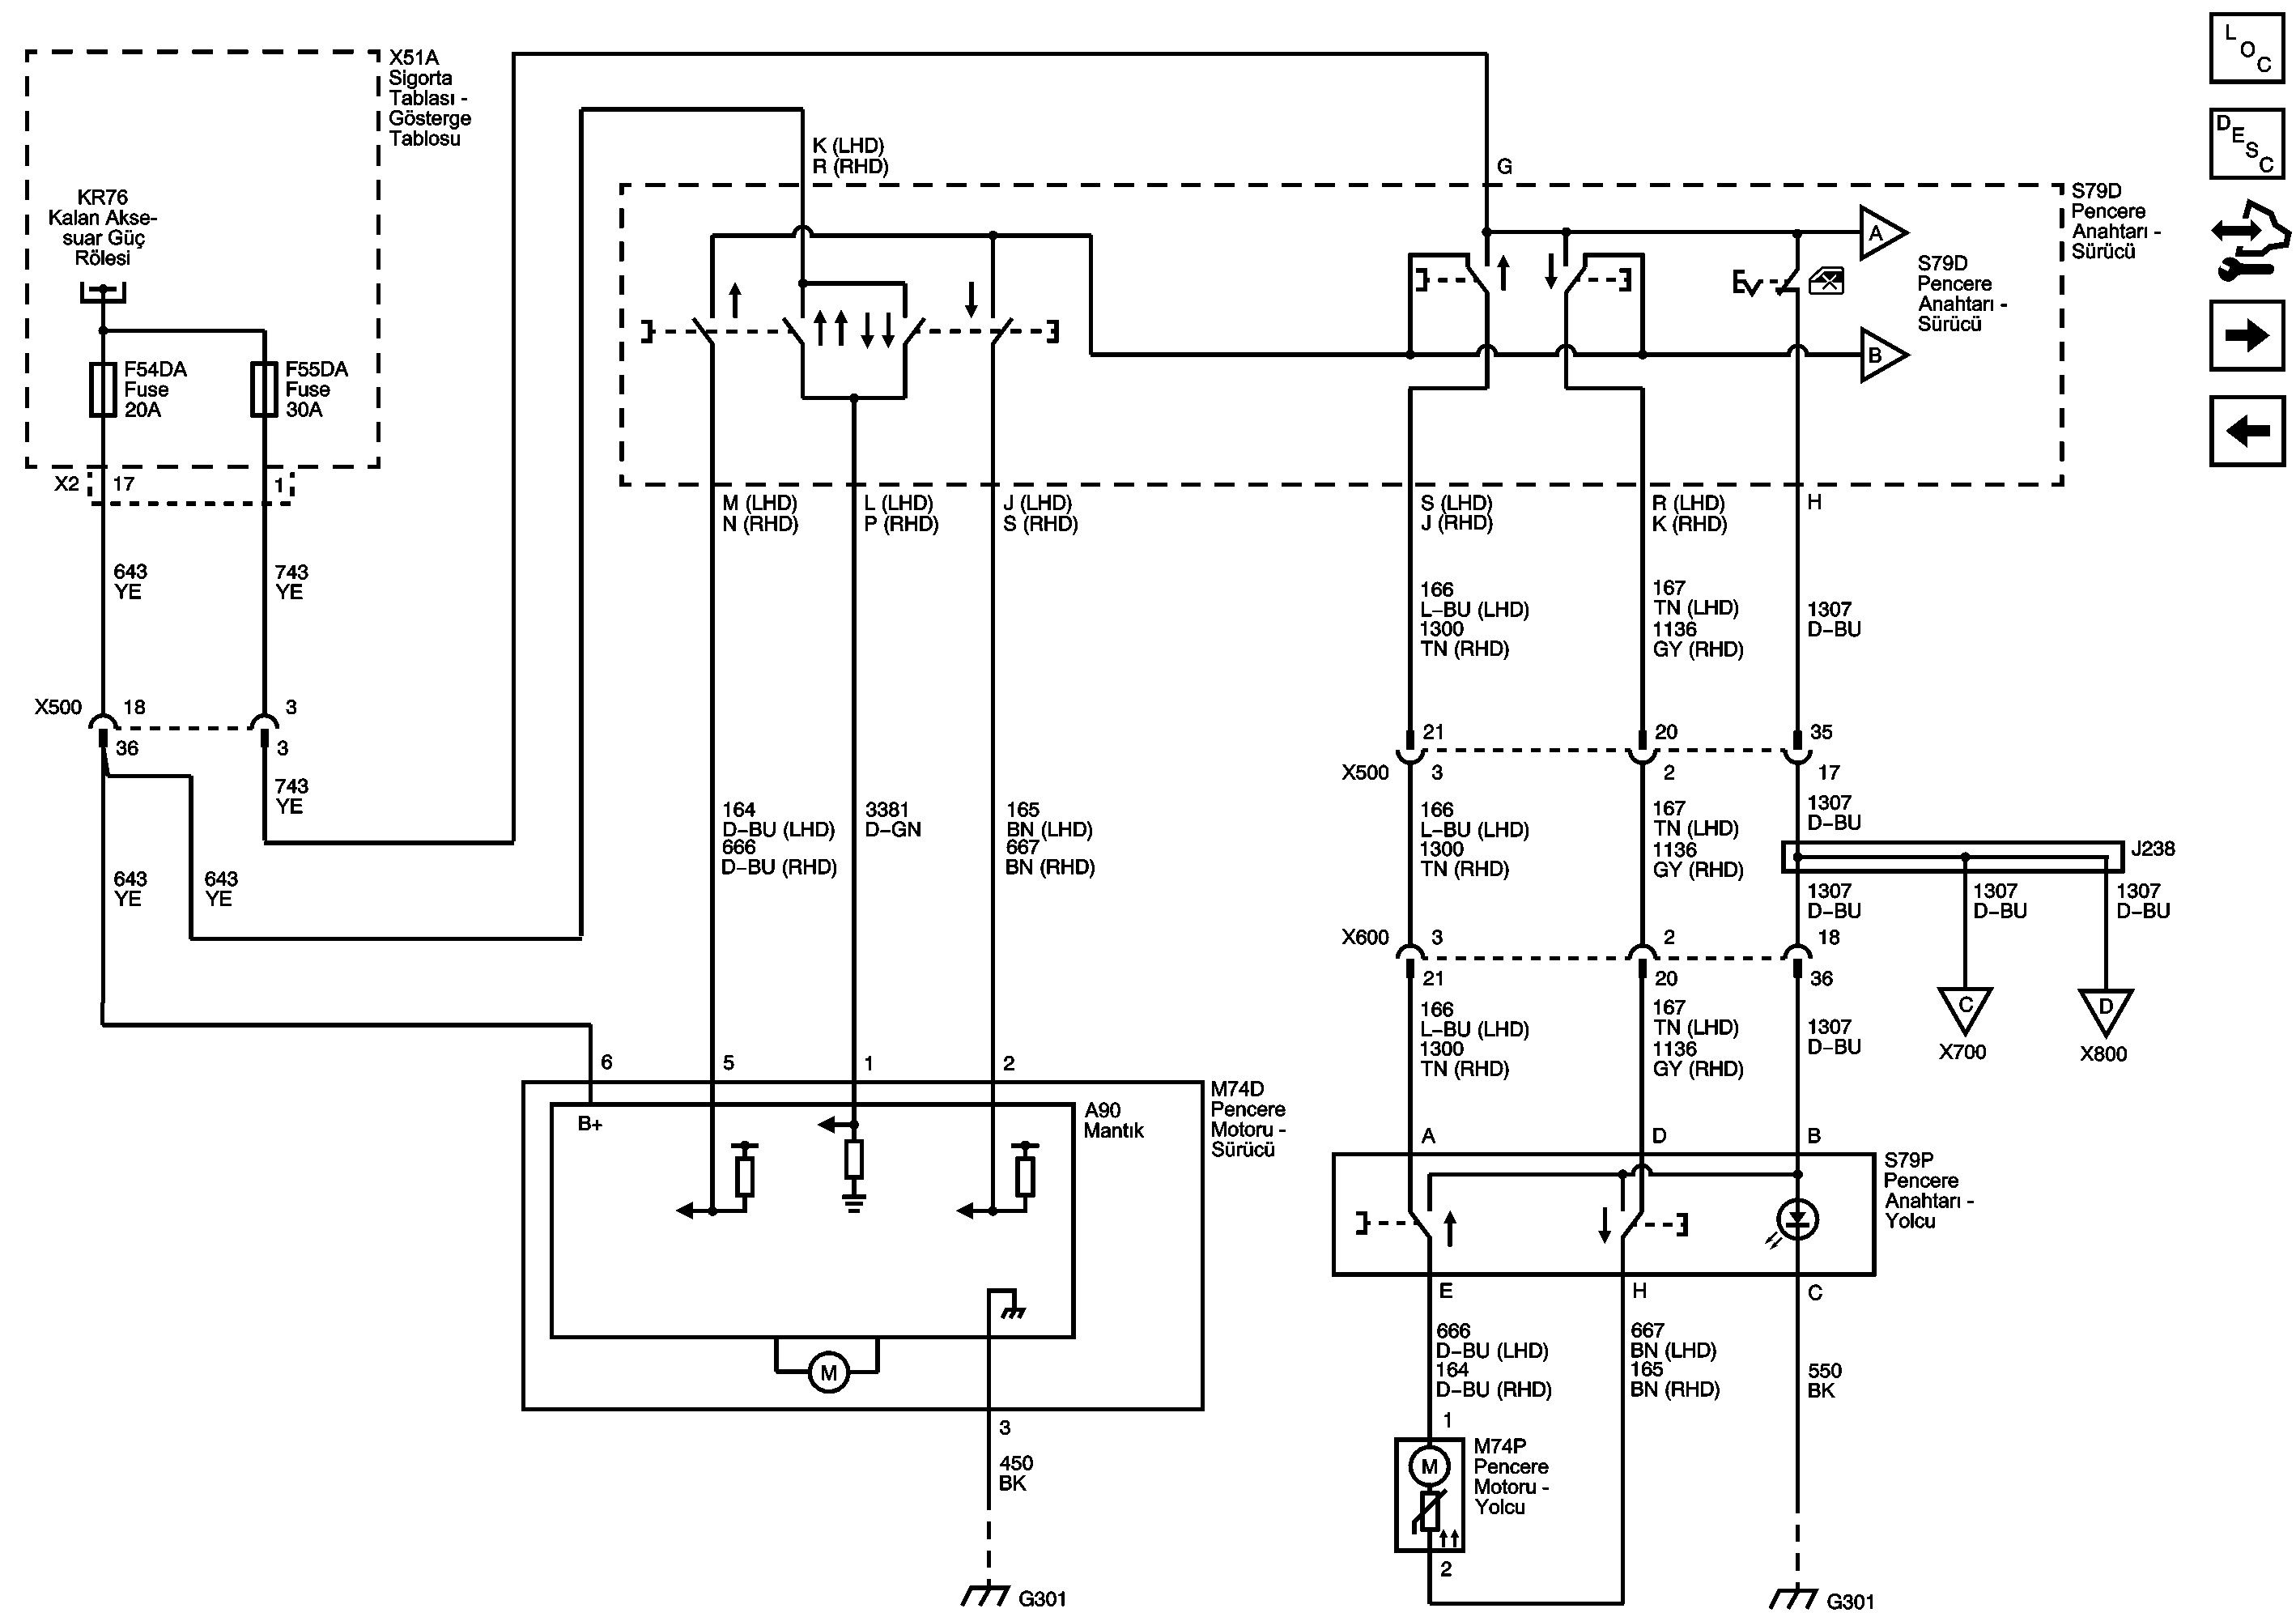 X51A
Sigorta
Tablası -
Gösterge
Tablosu
KR76
Kalan Akse-
suar Güç
Rölesi
F54DA
Fuse
20A
F55DA
Fuse
30A
X2
17
1
643
YE
743
YE
X500
18
3
36
3
743
YE
643
YE
643
YE
K (LHD)
R (RHD)
G
S79D
Pencere
Anahtarı -
Sürücü
A
S79D
Pencere
Anahtarı -
Sürücü
B
M (LHD)
N (RHD)
L (LHD)
P (RHD)
J (LHD)
S (RHD)
S (LHD)
J (RHD)
R (LHD)
K (RHD)
H
166
L–BU (LHD)
1300
TN (RHD)
167
TN (LHD)
1136
GY (RHD)
1307
D–BU
21
20
35
X500
3
2
17
164
D–BU (LHD)
666
D–BU (RHD)
3381
D–GN
165
BN (LHD)
667
BN (RHD)
166
L–BU (LHD)
1300
TN (RHD)
167
TN (LHD)
1136
GY (RHD)
1307
D–BU
J238
1307
D–BU
1307
D–BU
1307
D–BU
X600
3
2
18
21
20
36
C
X700
D
X800
166
L–BU (LHD)
1300
TN (RHD)
167
TN (LHD)
1136
GY (RHD)
1307
D–BU
6
5
1
2
M74D
Pencere
Motoru -
Sürücü
A90
Mantık
B+
M
3
450
BK
G301
A
D
B
S79P
Pencere
Anahtarı -
Yolcu
E
H
C
666
D–BU (LHD)
164
D–BU (RHD)
667
BN (LHD)
165
BN (RHD)
550
BK
1
M
M74P
Pencere
Motoru -
Yolcu
2
G301
LOC
DESC